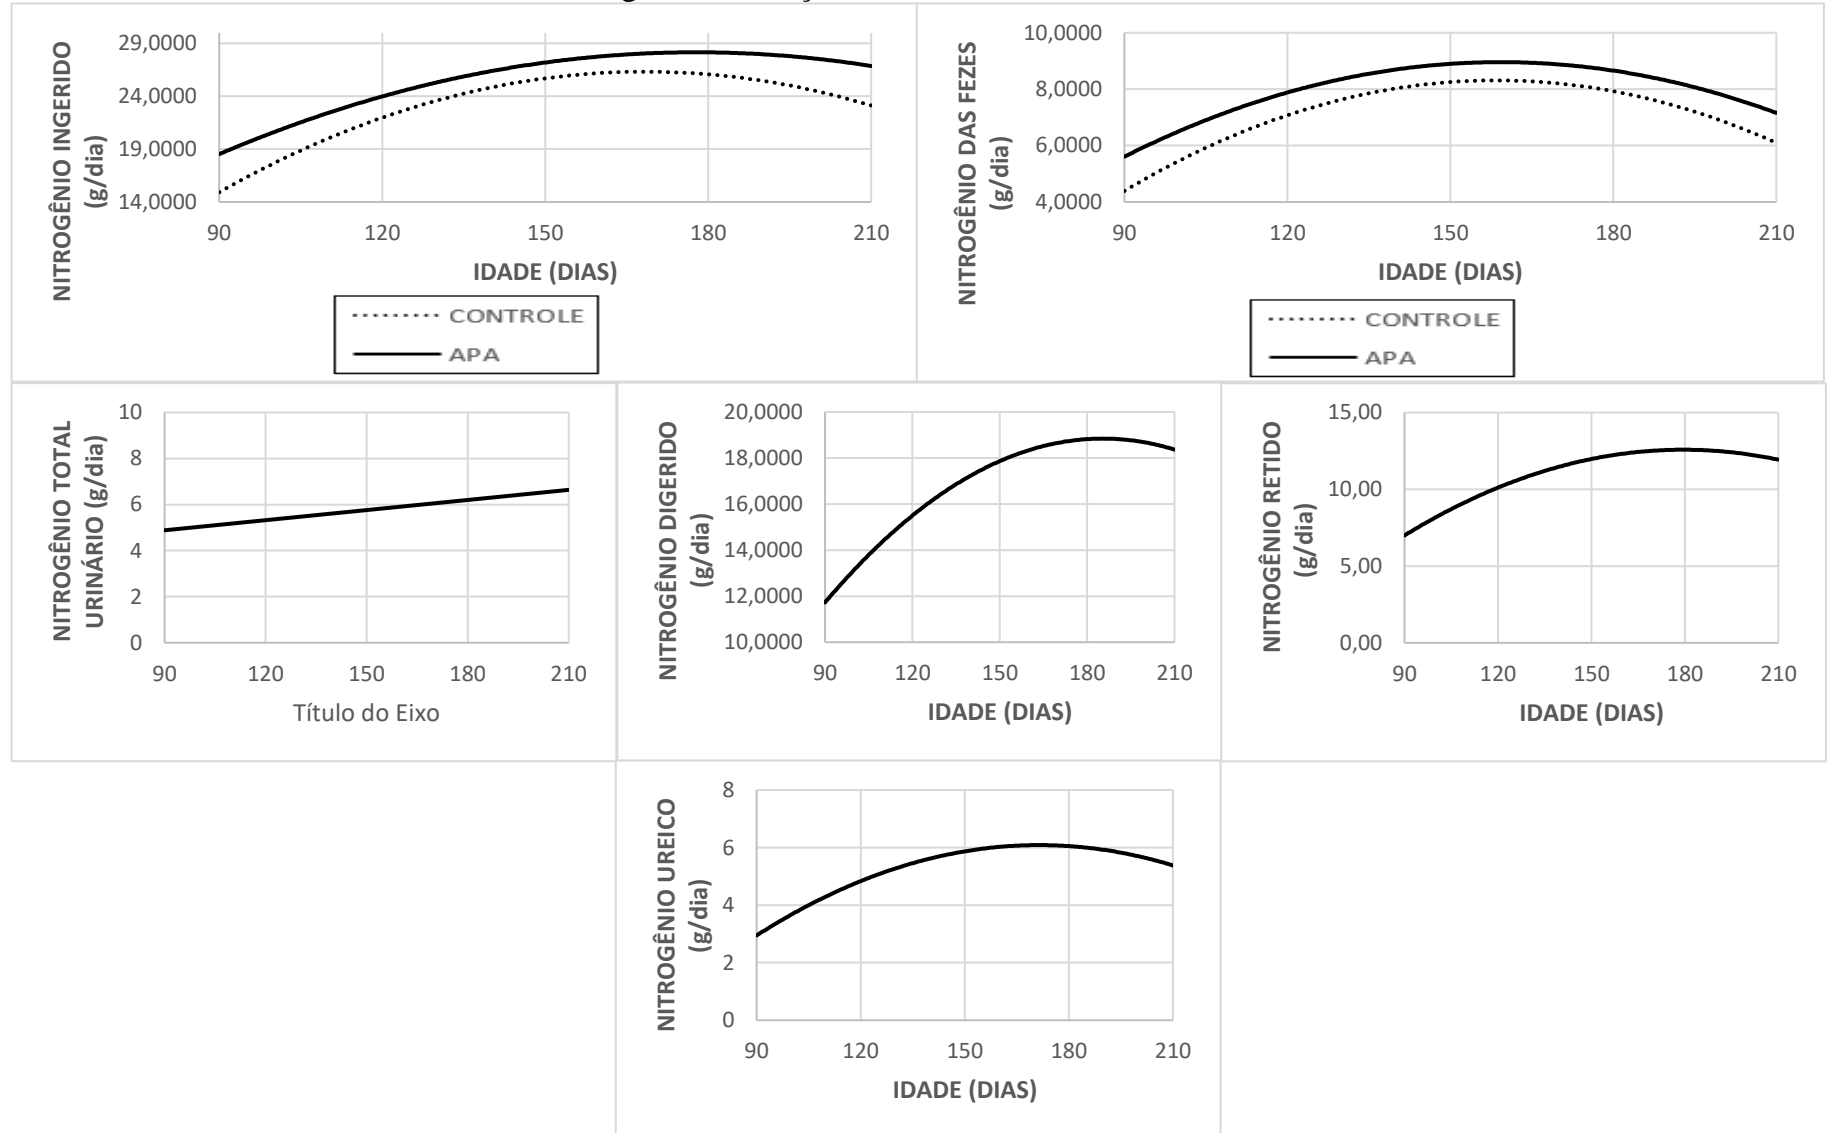 NITROGÊNIO INGERIDO
(g/dia)
29,0000
24,0000
19,0000
14,0000
90 120 150 180 210
IDADE (DIAS)
CONTROLE
APA
NITROGÊNIO DAS FEZES
(g/dia)
10,0000
8,0000
6,0000
4,0000
90 120 150 180 210
IDADE (DIAS)
CONTROLE
APA
NITROGÊNIO TOTAL
URINÁRIO (g/dia)
10
8
6
4
2
0
90 120 150 180 210
Título do Eixo
NITROGÊNIO DIGERIDO
(g/dia)
20,0000
18,0000
16,0000
14,0000
12,0000
10,0000
90 120 150 180 210
IDADE (DIAS)
NITROGÊNIO RETIDO
(g/dia)
15,00
10,00
5,00
0,00
90 120 150 180 210
IDADE (DIAS)
NITROGÊNIO UREICO
(g/dia)
8
6
4
2
0
90 120 150 180 210
IDADE (DIAS)